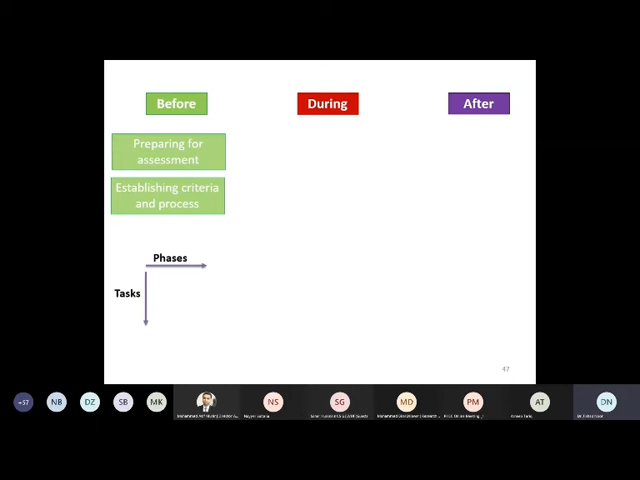 Before
During
After
Preparing for
assessment
Establishing criteria
and process
Phases
Tasks
47
+57
NB
DZ
SB
MK
NS
SG
MD
PM
AT
DN